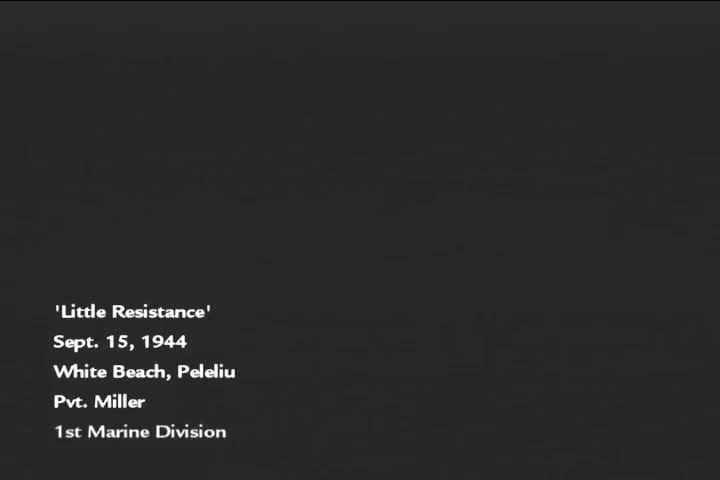 'Little Resistance'
Sept. 15, 1944
White Beach, Peleliu
Pvt. Miller
1st Marine Division